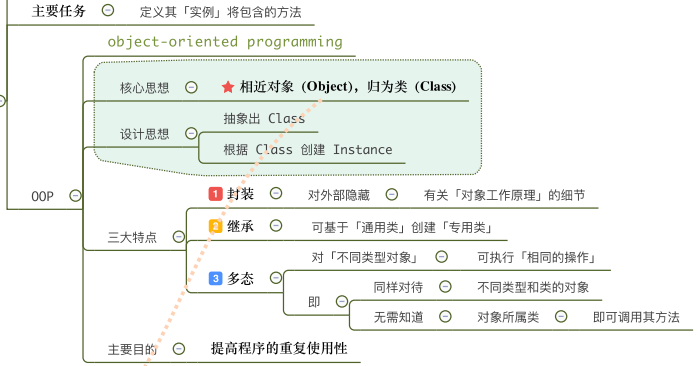 主要任务 定义其「实例」将包含的方法
object-oriented programming
核心思想 相近对象（Object），归为类（Class）
抽象出 Class
设计思想
根据 Class 创建 Instance
OOP
1 封装 对外部隐藏 有关「对象工作原理」的细节
2 继承 可基于「通用类」创建「专用类」
三大特点
对「不同类型对象」 可执行「相同的操作」
3 多态
同样对待 不同类型和类的对象
即
无需知道 对象所属类 即可调用其方法
主要目的 提高程序的重复使用性